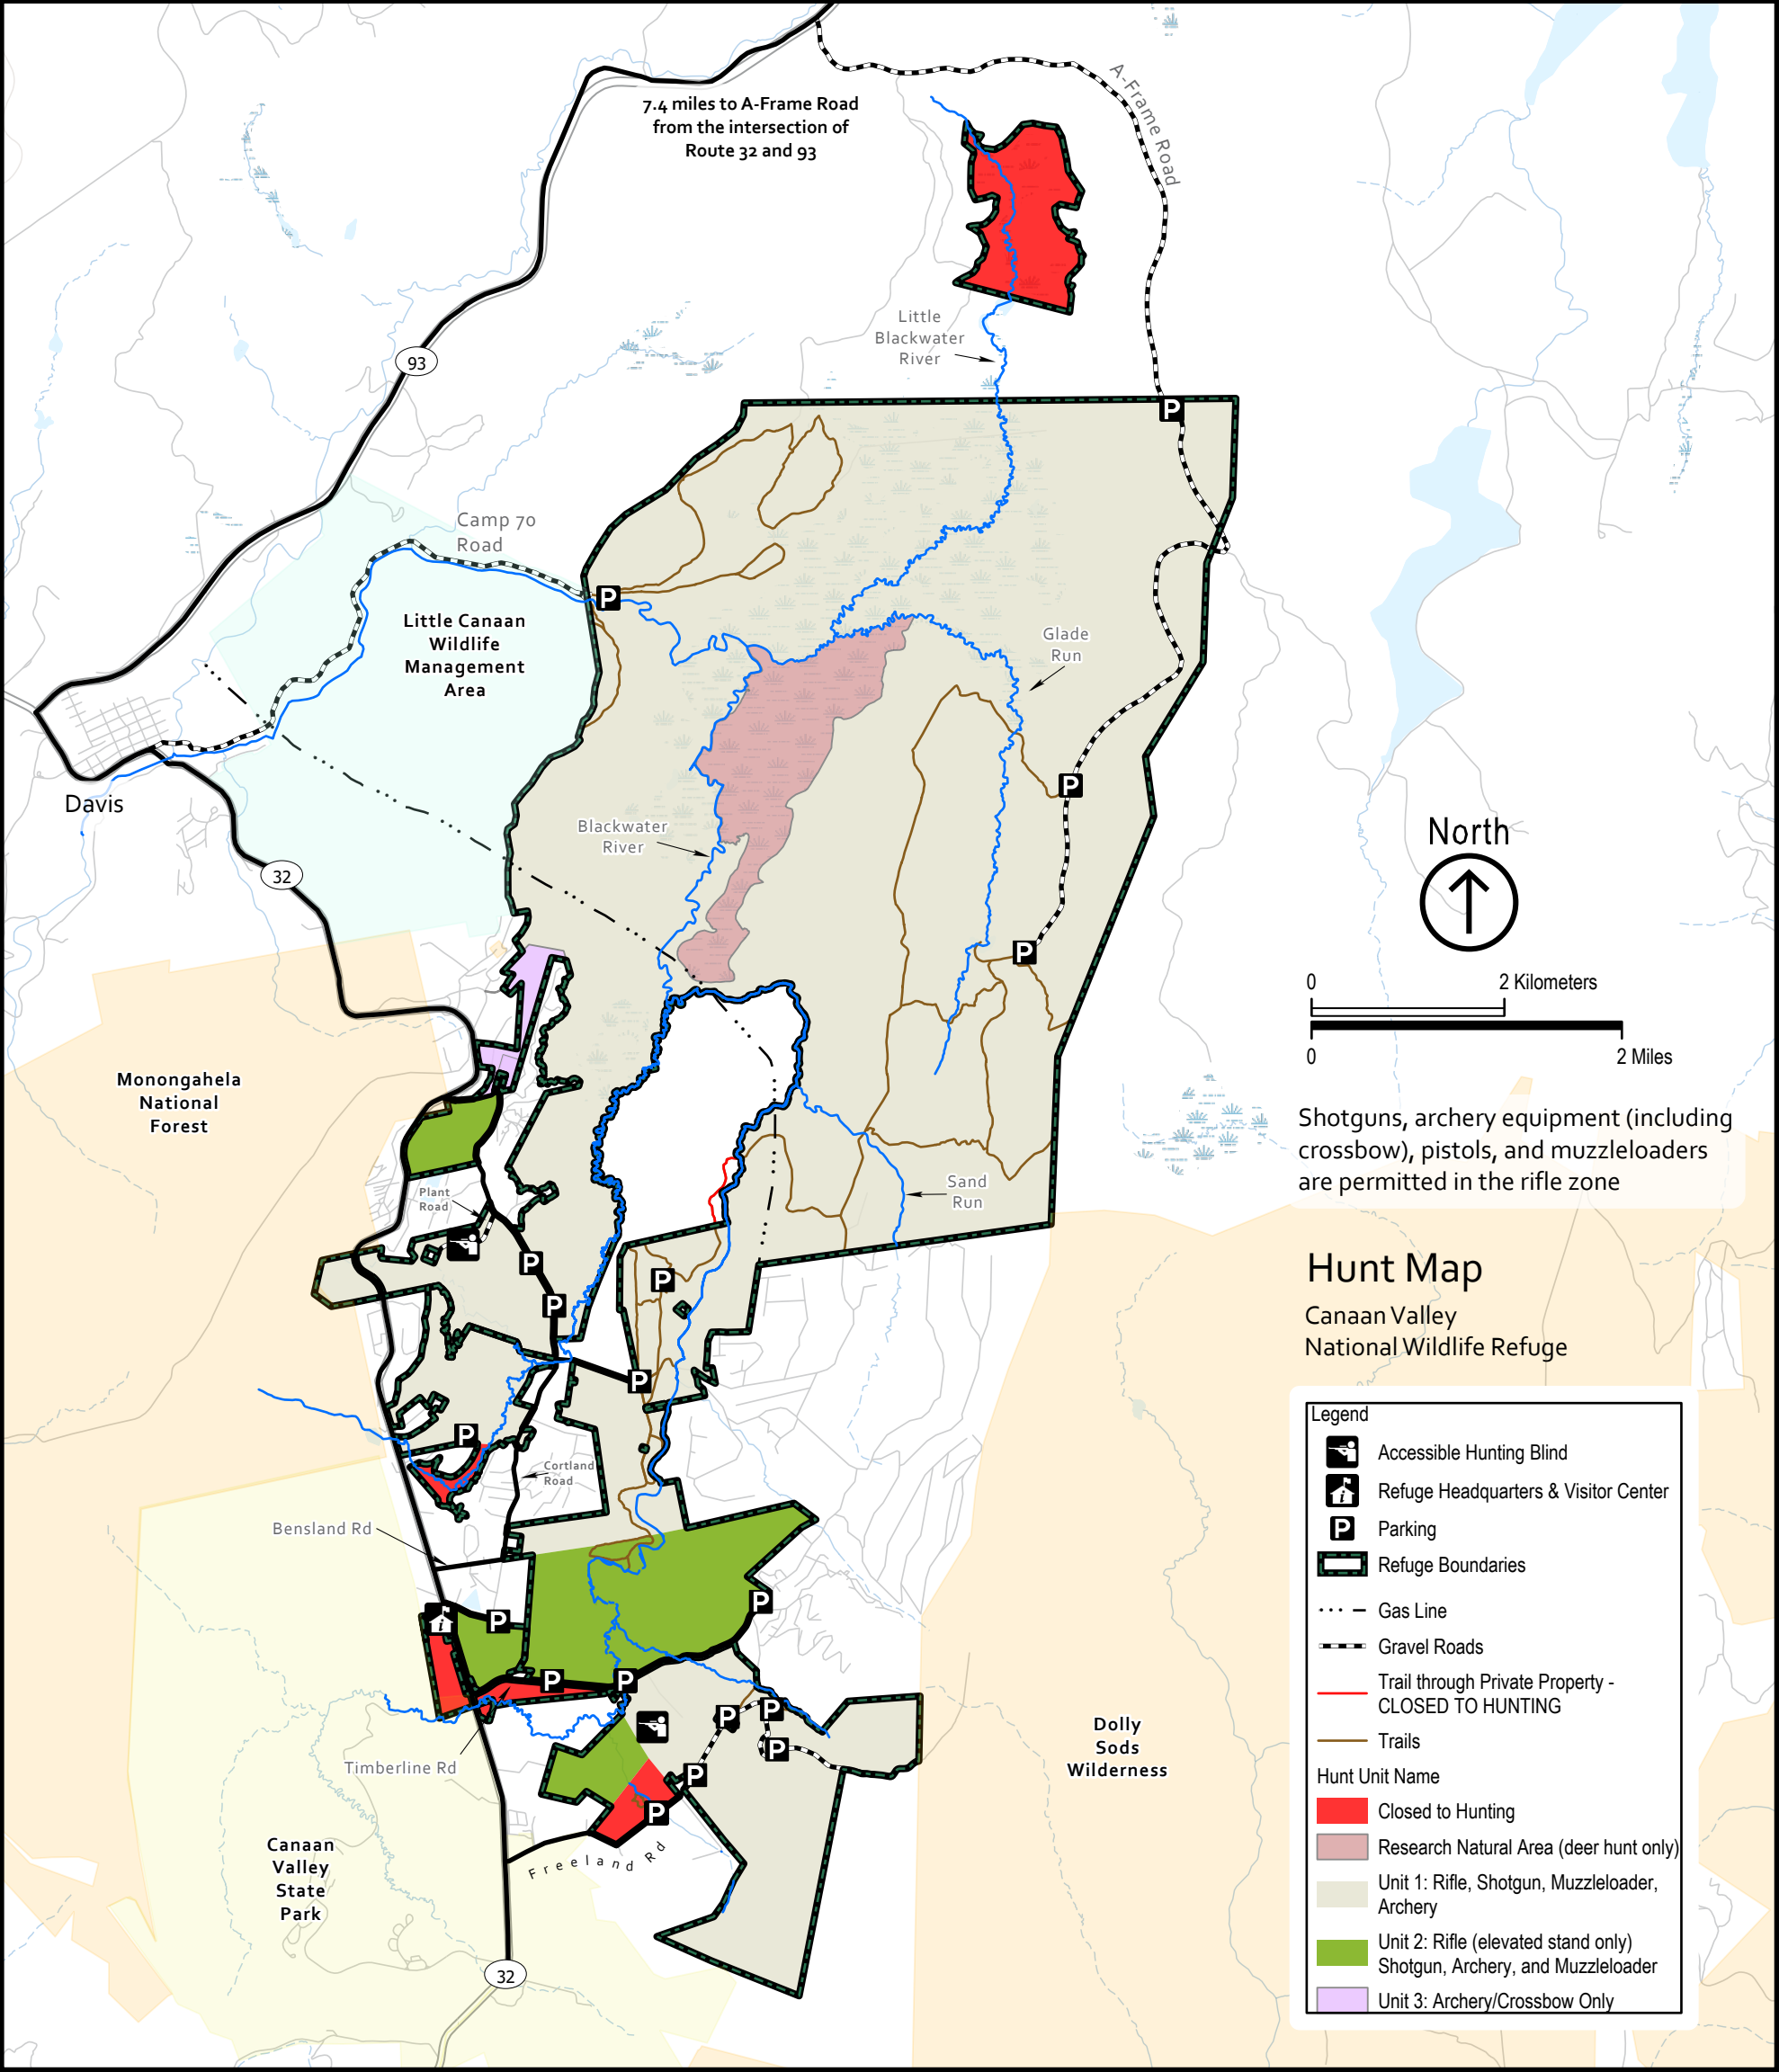 7.4 miles to A-Frame Road
from the intersection of
Route 32 and 93
A-Frame Road
Little
Blackwater
River
93
P
Camp 70
Road
P
Little Canaan
Wildlife
Management
Area
Glade
Run
Davis
P
Blackwater
River
North
32
P
0
2 Kilometers
0
2 Miles
Monongahela
National
Forest
Shotguns, archery equipment (including
crossbow), pistols, and muzzleloaders
are permitted in the rifle zone
Plant
Road
Sand
Run
P
P
P
Hunt Map
Canaan Valley
National Wildlife Refuge
P
P
Cortland
Road
Bensland Rd
P
i
P
P
P
P
P
P
P
P
Timberline Rd
Freeland Rd
Dolly
Sods
Wilderness
Canaan
Valley
State
Park
32
Legend
Accessible Hunting Blind
i
Refuge Headquarters & Visitor Center
P
Parking
Refuge Boundaries
Gas Line
Gravel Roads
Trail through Private Property -
CLOSED TO HUNTING
Trails
Hunt Unit Name
Closed to Hunting
Research Natural Area (deer hunt only)
Unit 1: Rifle, Shotgun, Muzzleloader,
Archery
Unit 2: Rifle (elevated stand only)
Shotgun, Archery, and Muzzleloader
Unit 3: Archery/Crossbow Only